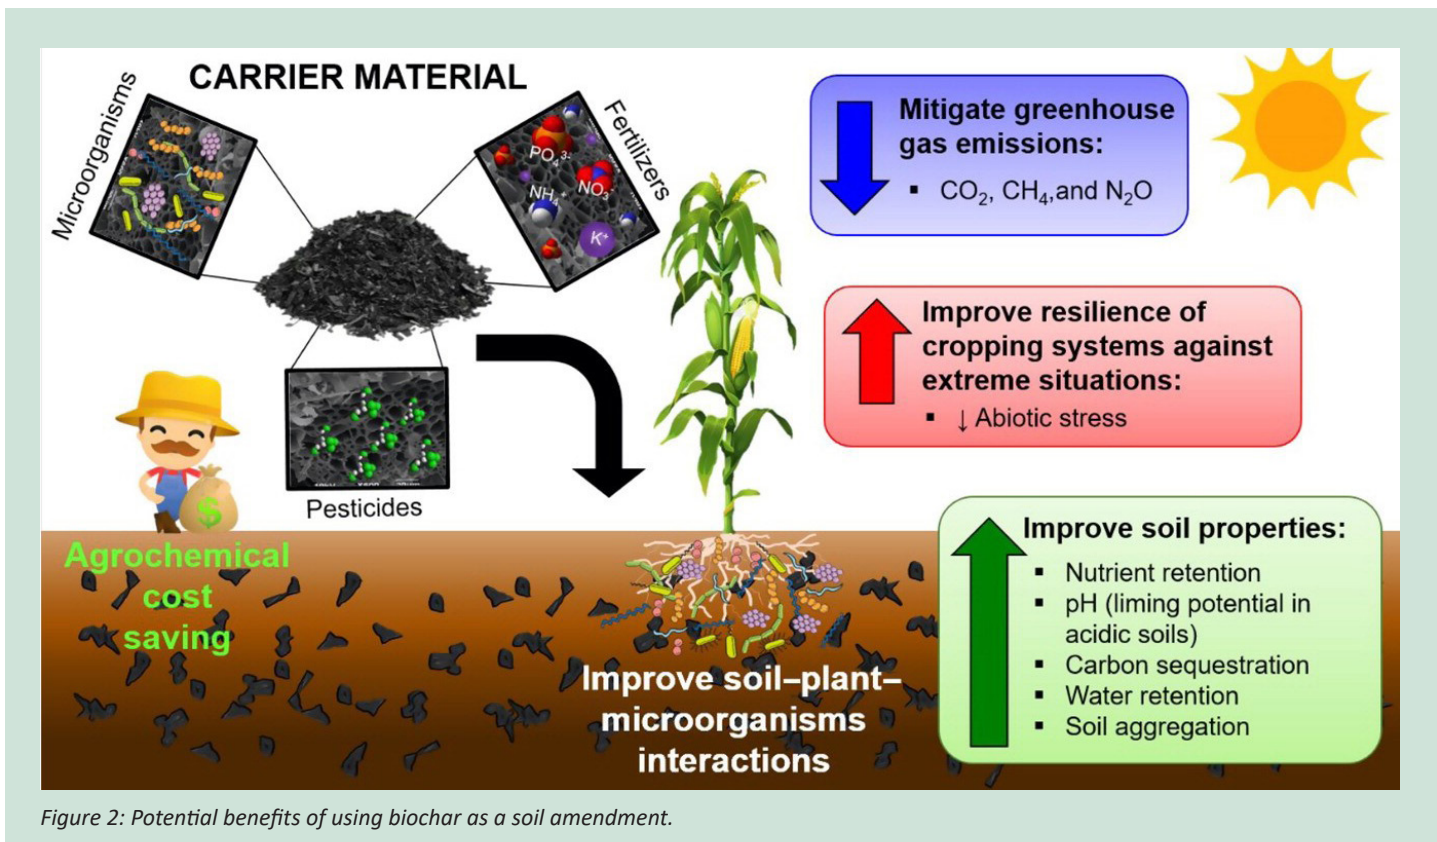 CARRIER MATERIAL
Microorganisms
Fertilizers
PO₄³⁻
NO₃⁻
NH₄⁺
K⁺
Pesticides
Agrochemical
cost
saving
Improve soil–plant–
microorganisms
interactions
Mitigate greenhouse
gas emissions:
▪ CO₂, CH₄,and N₂O
Improve resilience of
cropping systems against
extreme situations:
▪ ↓ Abiotic stress
Improve soil properties:
▪ Nutrient retention
▪ pH (liming potential in
acidic soils)
▪ Carbon sequestration
▪ Water retention
▪ Soil aggregation
$
Figure 2: Potential benefits of using biochar as a soil amendment.